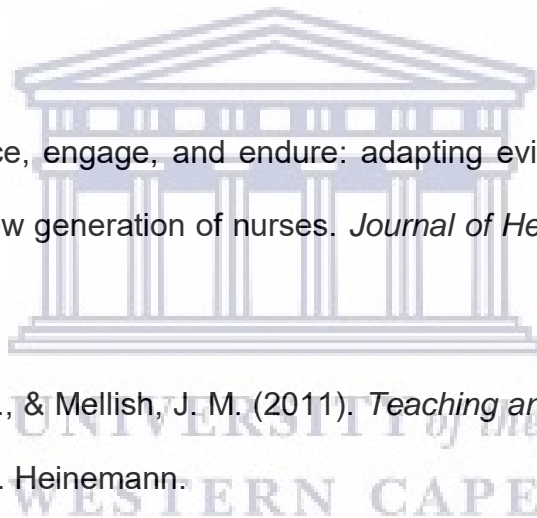 ce, engage, and endure: adapting evi
w generation of nurses. Journal of He
., & Mellish, J. M. (2011). Teaching an
UNIVERSITY of the
. Heinemann.
WESTERN CAPE